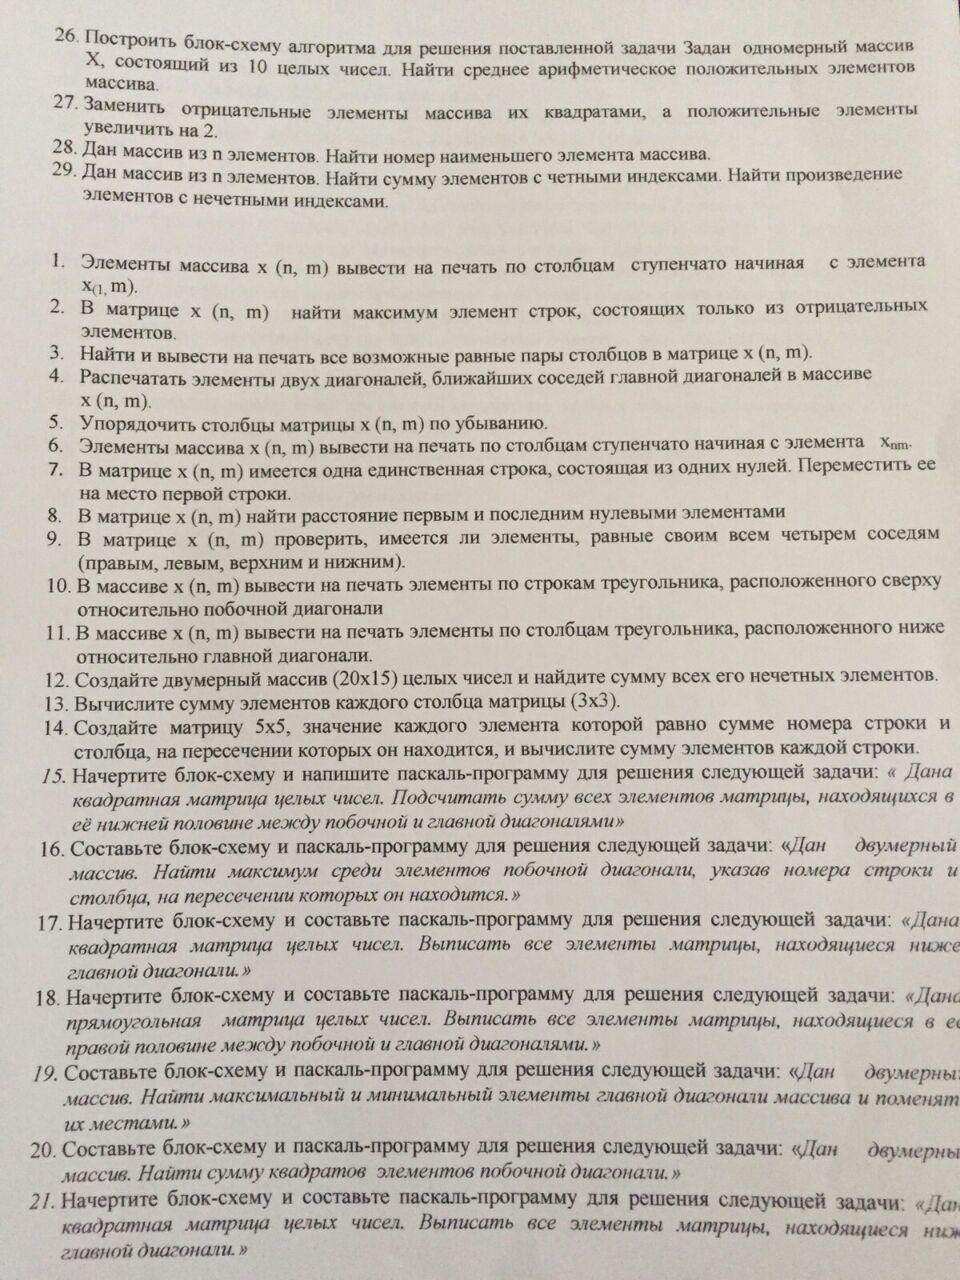 26. Построить блок-схему алгоритма для решения поставленной задачи Задан одномерный массив
X, состоящий из 10 целых чисел. Найти среднее арифметическое положительных элементов
массива.
27. Заменить отрицательные элементы массива их квадратами, а положительные элементы
увеличить на 2.
28. Дан массив из n элементов. Найти номер наименьшего элемента массива.
29. Дан массив из n элементов. Найти сумму элементов с четными индексами. Найти произведение
элементов с нечетными индексами.
1. Элементы массива x (n, m) вывести на печать по столбцам ступенчато начиная с элемента
x(1, m).
2. В матрице x (n, m) найти максимум элемент строк, состоящих только из отрицательных
элементов.
3. Найти и вывести на печать все возможные равные пары столбцов в матрице x (n, m).
4. Распечатать элементы двух диагоналей, ближайших соседей главной диагоналей в массиве
x (n, m).
5. Упорядочить столбцы матрицы x (n, m) по убыванию.
6. Элементы массива x (n, m) вывести на печать по столбцам ступенчато начиная с элемента xnm.
7. В матрице x (n, m) имеется одна единственная строка, состоящая из одних нулей. Переместить ее
на место первой строки.
8. В матрице x (n, m) найти расстояние первым и последним нулевыми элементами
9. В матрице x (n, m) проверить, имеется ли элементы, равные своим всем четырем соседям
(правым, левым, верхним и нижним).
10. В массиве x (n, m) вывести на печать элементы по строкам треугольника, расположенного сверху
относительно побочной диагонали
11. В массиве x (n, m) вывести на печать элементы по столбцам треугольника, расположенного ниже
относительно главной диагонали.
12. Создайте двумерный массив (20x15) целых чисел и найдите сумму всех его нечетных элементов.
13. Вычислите сумму элементов каждого столбца матрицы (3x3).
14. Создайте матрицу 5x5, значение каждого элемента которой равно сумме номера строки и
столбца, на пересечении которых он находится, и вычислите сумму элементов каждой строки.
15. Начертите блок-схему и напишите паскаль-программу для решения следующей задачи: « Дана
квадратная матрица целых чисел. Подсчитать сумму всех элементов матрицы, находящихся в
её нижней половине между побочной и главной диагоналями»
16. Составьте блок-схему и паскаль-программу для решения следующей задачи: «Дан двумерный
массив. Найти максимум среди элементов побочной диагонали, указав номера строки и
столбца, на пересечении которых он находится.»
17. Начертите блок-схему и составьте паскаль-программу для решения следующей задачи: «Дана
квадратная матрица целых чисел. Выписать все элементы матрицы, находящиеся ниже
главной диагонали.»
18. Начертите блок-схему и составьте паскаль-программу для решения следующей задачи: «Дана
прямоугольная матрица целых чисел. Выписать все элементы матрицы, находящиеся в её
правой половине между побочной и главной диагоналями.»
19. Составьте блок-схему и паскаль-программу для решения следующей задачи: «Дан двумерны
массив. Найти максимальный и минимальный элементы главной диагонали массива и поменят
их местами.»
20. Составьте блок-схему и паскаль-программу для решения следующей задачи: «Дан двумерны
массив. Найти сумму квадратов элементов побочной диагонали.»
21. Начертите блок-схему и составьте паскаль-программу для решения следующей задачи: «Дан
квадратная матрица целых чисел. Выписать все элементы матрицы, находящиеся ниж
главной диагонали.»